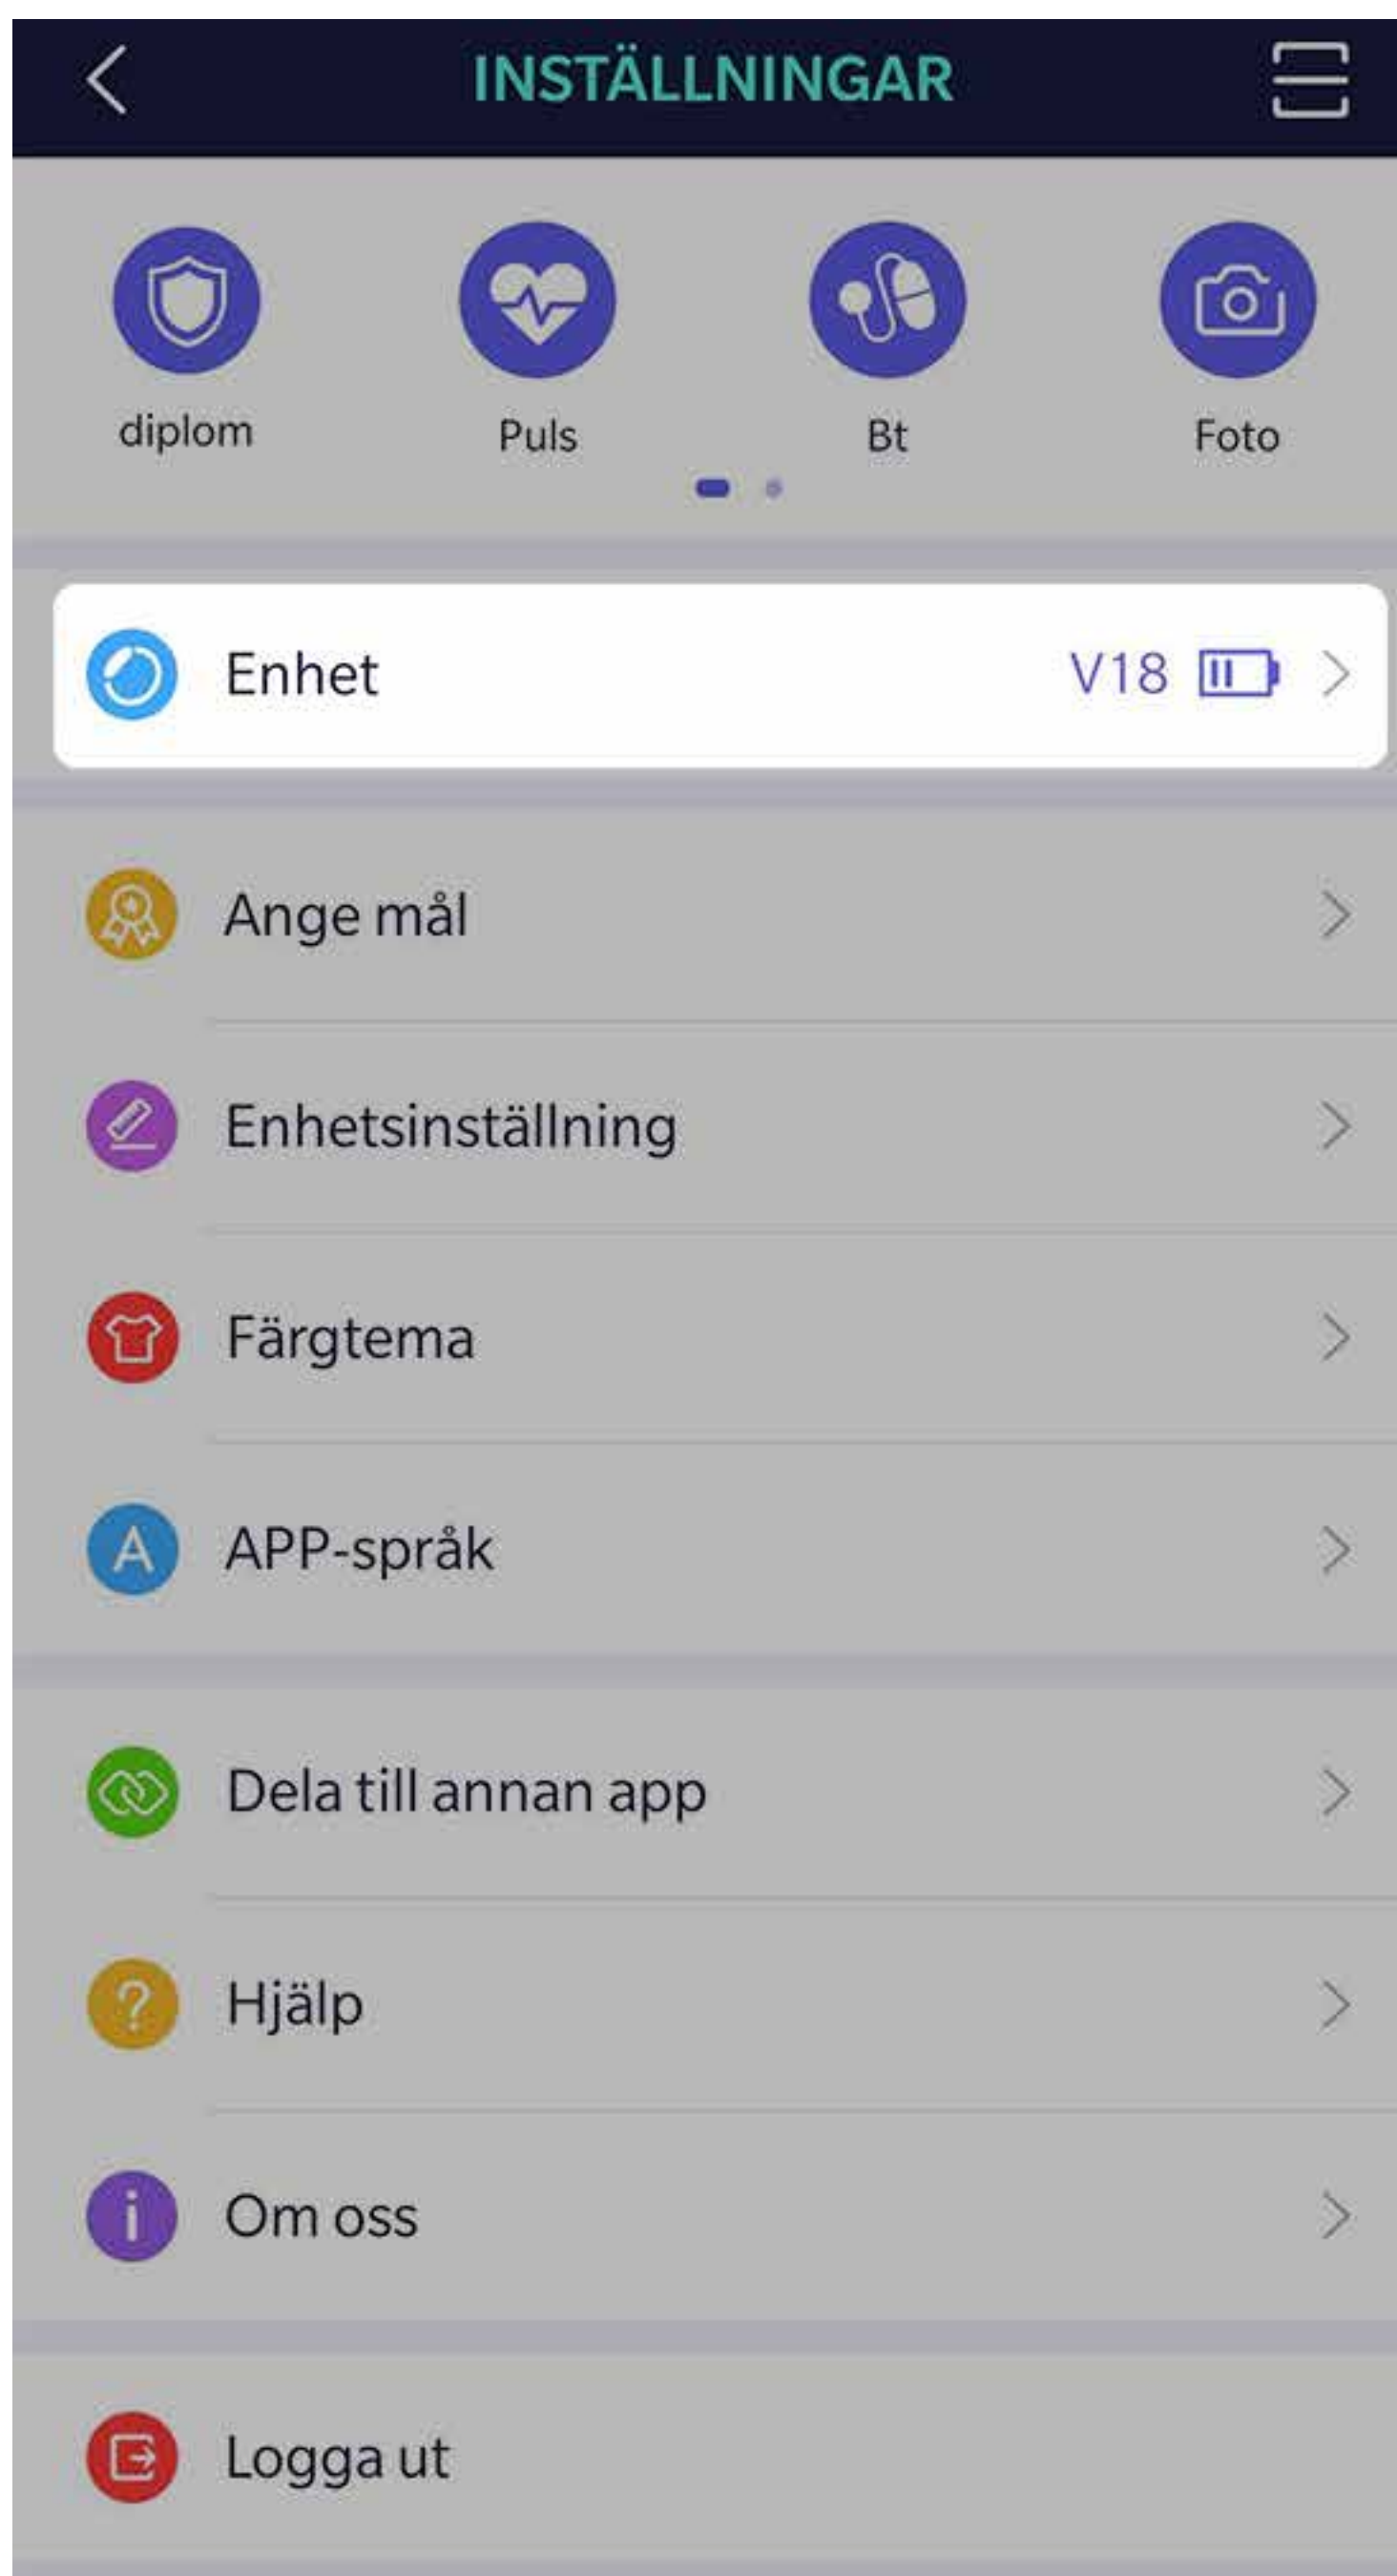 INSTÄLLNINGAR
diplom Puls Bt Foto
Enhet V18
Ange mål
Enhetsinställning
Färgtema
A APP-språk
Dela till annan app
? Hjälp
i Om oss
Logga ut